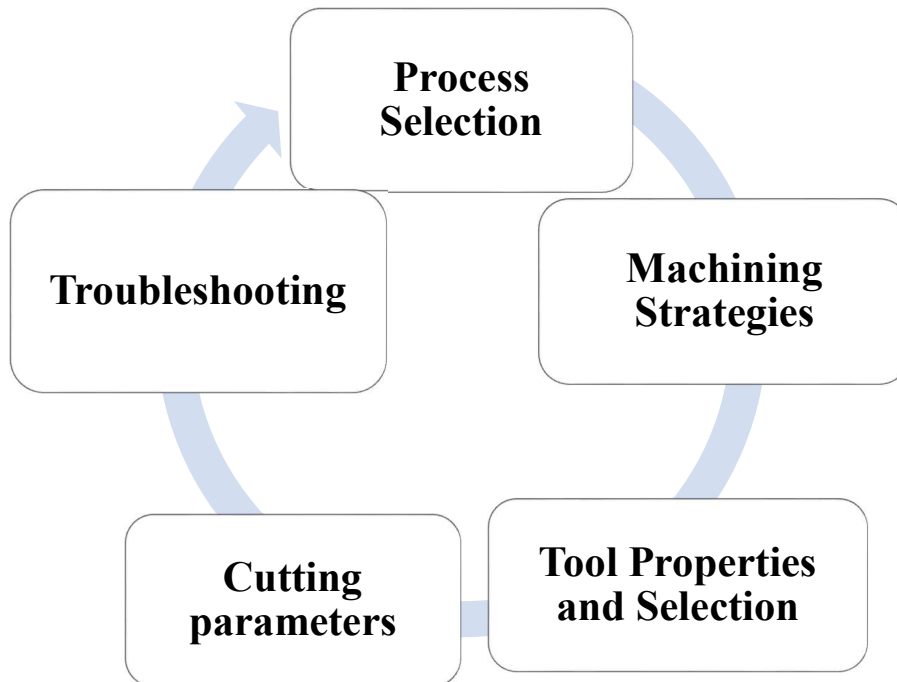 Process
Selection
Machining
Strategies
Tool Properties
and Selection
Cutting
parameters
Troubleshooting